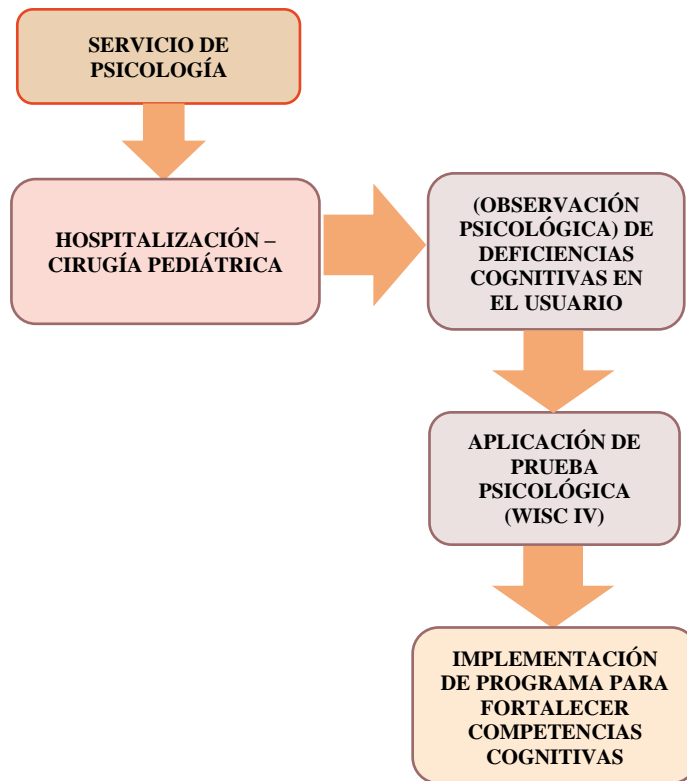 SERVICIO DE
PSICOLOGÍA
HOSPITALIZACIÓN –
CIRUGÍA PEDIÁTRICA
(OBSERVACIÓN
PSICOLÓGICA) DE
DEFICIENCIAS
COGNITIVAS EN
EL USUARIO
APLICACIÓN DE
PRUEBA
PSICOLÓGICA
(WISC IV)
IMPLEMENTACIÓN
DE PROGRAMA PARA
FORTALECER
COMPETENCIAS
COGNITIVAS